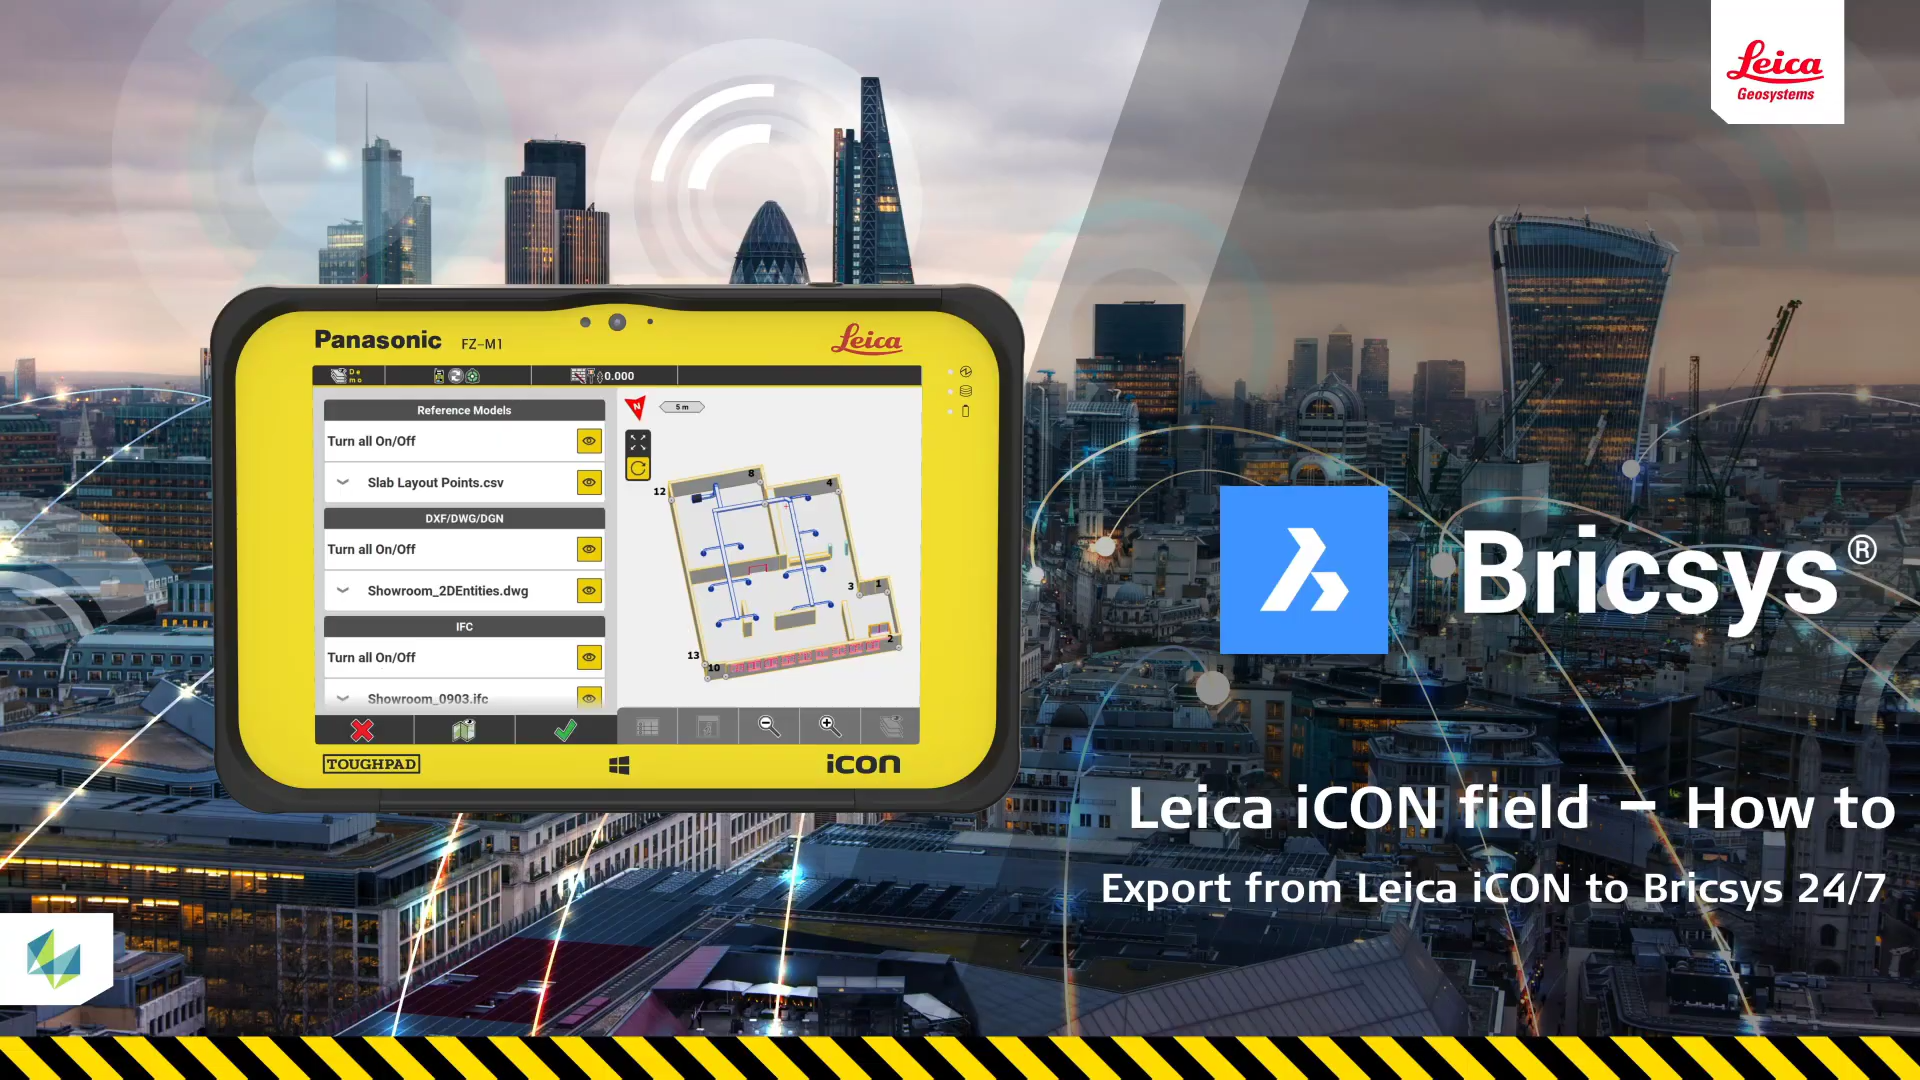 Leica
Geosystems
Panasonic FZ-M1
Leica
De
mo
0.000
Reference Models
Turn all On/Off
Slab Layout Points.csv
DXF/DWG/DGN
Turn all On/Off
Showroom_2DEntities.dwg
IFC
Turn all On/Off
Showroom_0903.ifc
N
5 m
8
12
4
3
1
2
13
10
TOUGHPAD
iCON
Bricsys®
Leica iCON field – How to
Export from Leica iCON to Bricsys 24/7